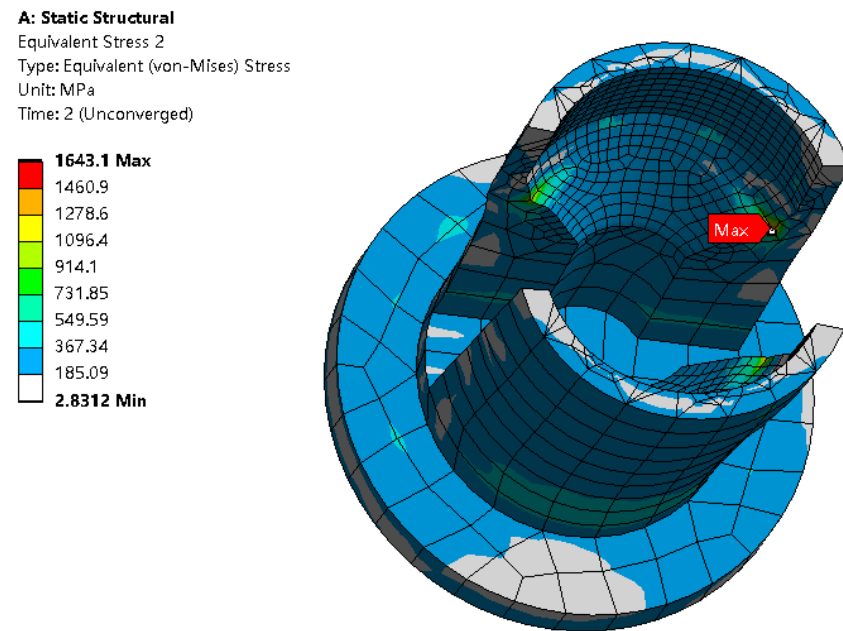 A: Static Structural
Equivalent Stress 2
Type: Equivalent (von-Mises) Stress
Unit: MPa
Time: 2 (Unconverged)
1643.1 Max
1460.9
1278.6
1096.4
914.1
731.85
549.59
367.34
185.09
2.8312 Min
Max